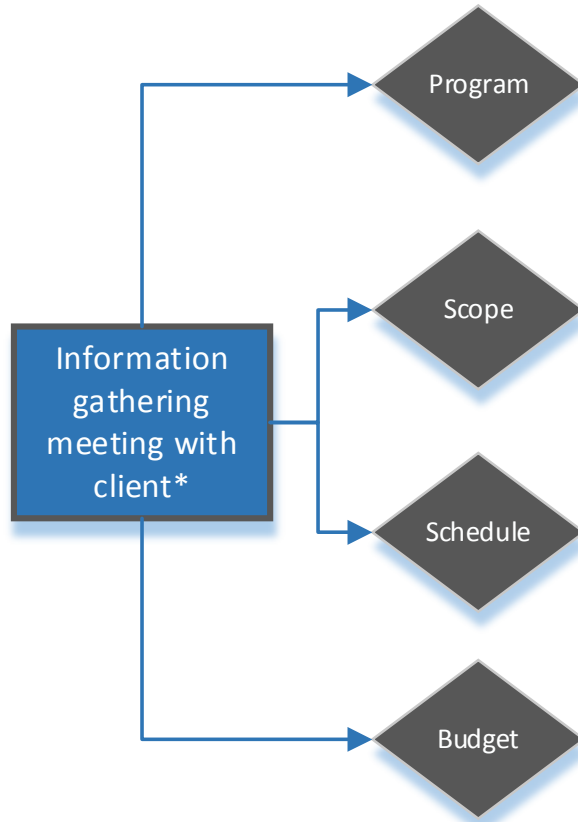 Program
Scope
Information
gathering
meeting with
client*
Schedule
Budget